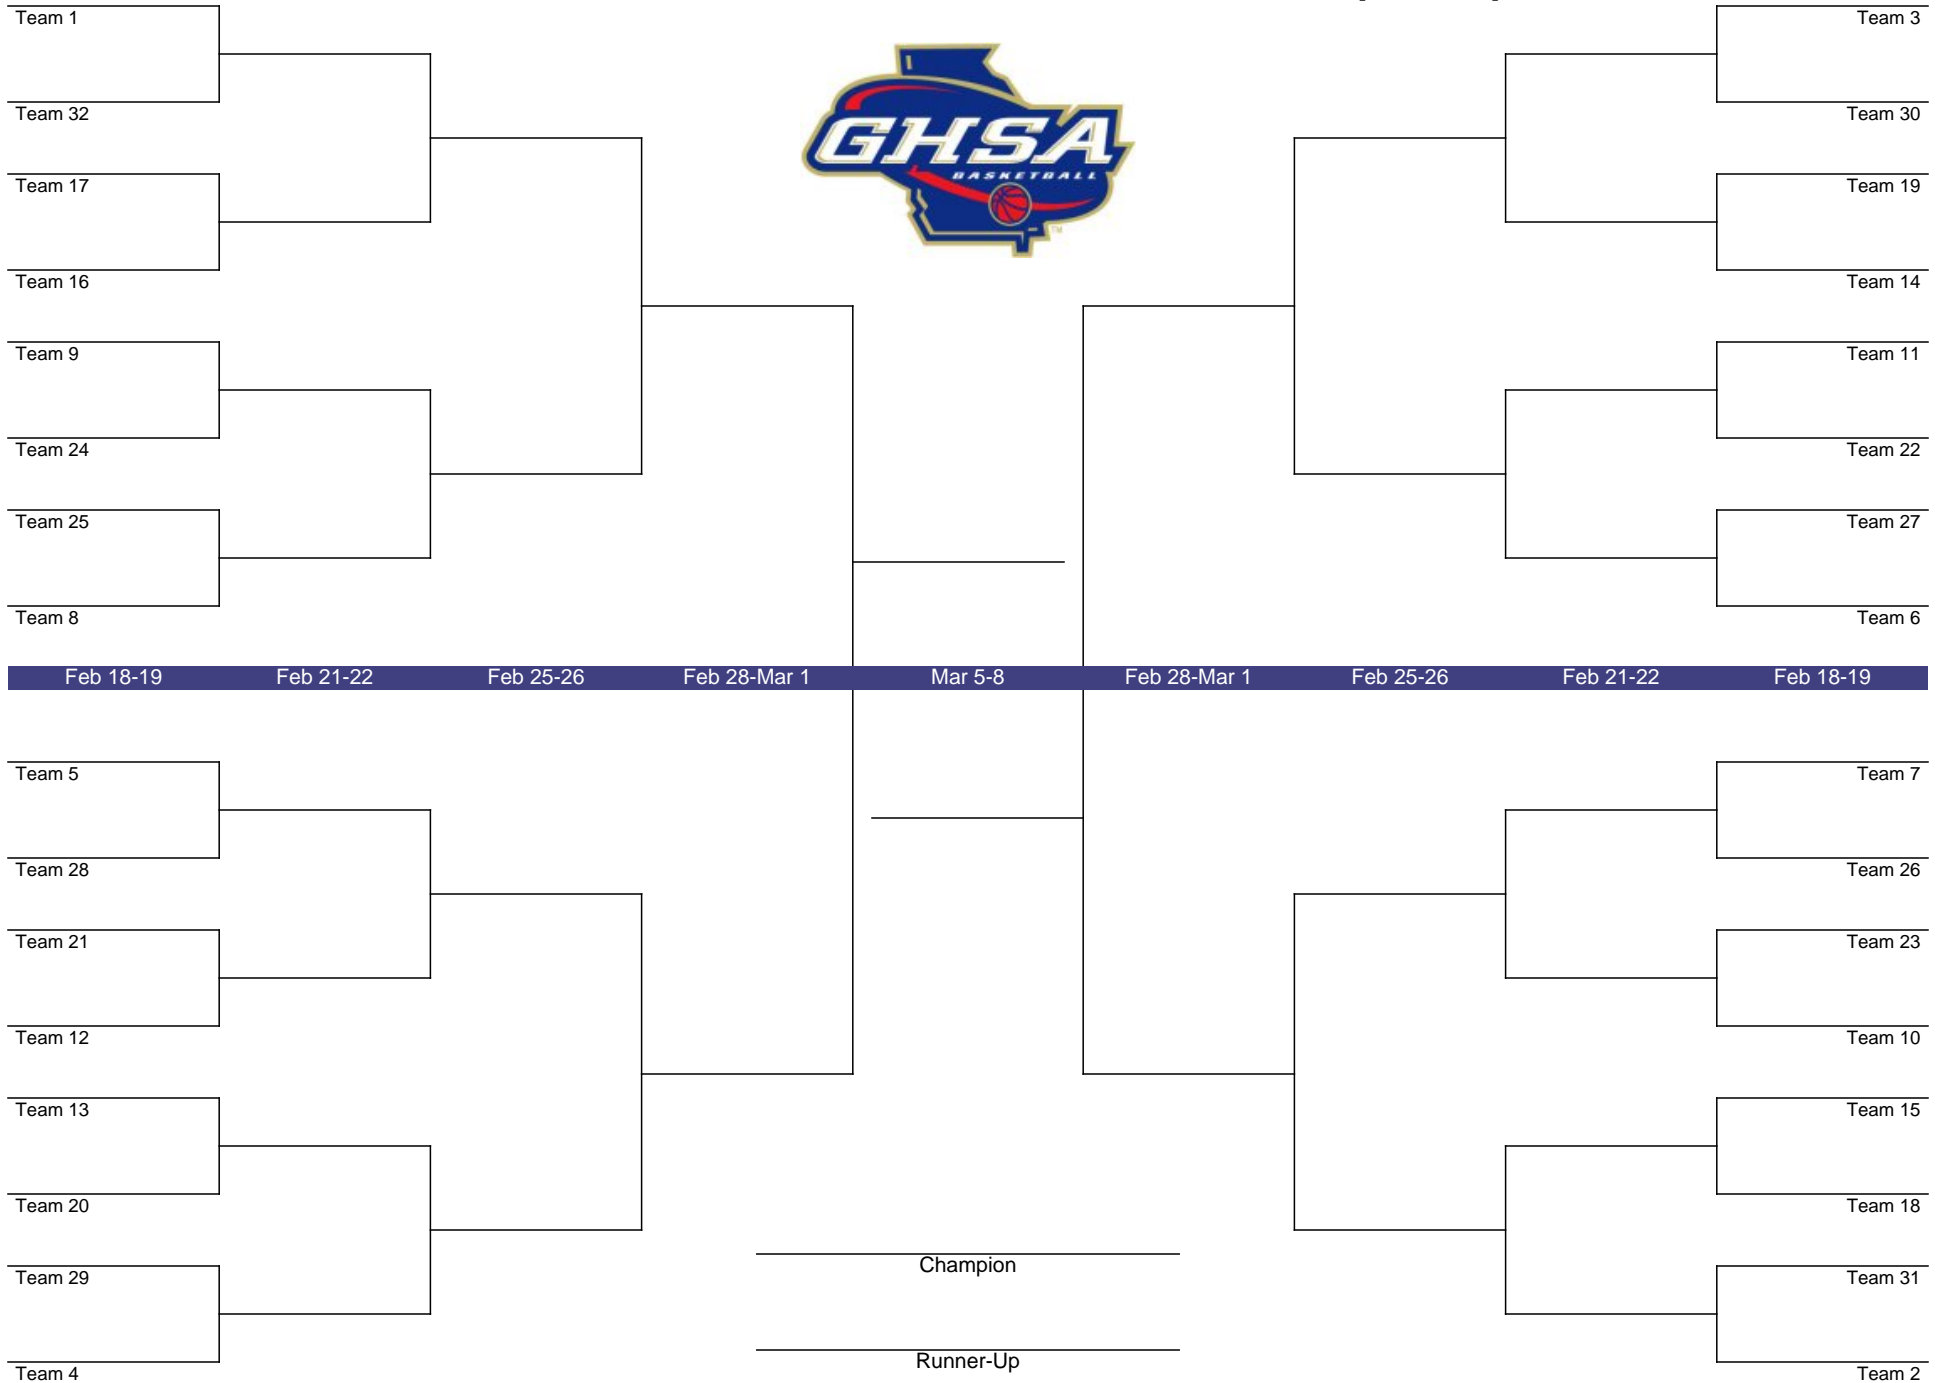 Team 1
Team 3
Team 32
Team 30
GHSA
BASKETBALL
TM
Team 17
Team 19
Team 16
Team 14
Team 9
Team 11
Team 24
Team 22
Team 25
Team 27
Team 8
Team 6
Feb 18-19 Feb 21-22 Feb 25-26 Feb 28-Mar 1 Mar 5-8 Feb 28-Mar 1 Feb 25-26 Feb 21-22 Feb 18-19
Team 5
Team 7
Team 28
Team 26
Team 21
Team 23
Team 12
Team 10
Team 13
Team 15
Team 20
Team 18
Champion
Team 29
Team 31
Runner-Up
Team 4
Team 2